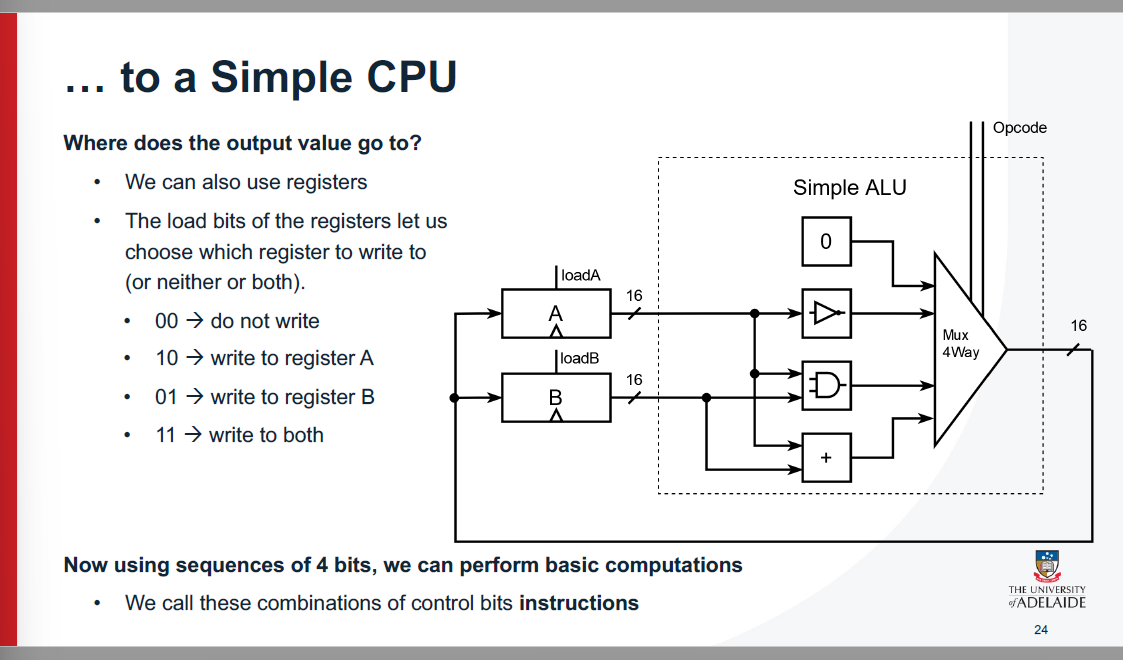 … to a Simple CPU
Where does the output value go to?
• We can also use registers
• The load bits of the registers let us
choose which register to write to
(or neither or both).
• 00 → do not write
• 10 → write to register A
• 01 → write to register B
• 11 → write to both
Opcode
Simple ALU
0
loadA
16
A
Mux
4Way
16
loadB
16
B
+
Now using sequences of 4 bits, we can perform basic computations
• We call these combinations of control bits instructions
THE UNIVERSITY
of ADELAIDE
24